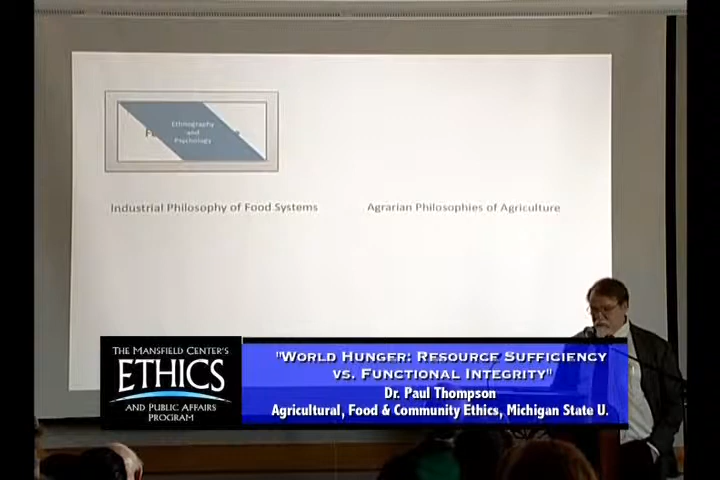 Ethnography
and
Psychology
Industrial Philosophy of Food Systems
Agrarian Philosophies of Agriculture
THE MANSFIELD CENTER'S
ETHICS
AND PUBLIC AFFAIRS
PROGRAM
"WORLD HUNGER: RESOURCE SUFFICIENCY
VS. FUNCTIONAL INTEGRITY"
Dr. Paul Thompson
Agricultural, Food & Community Ethics, Michigan State U.